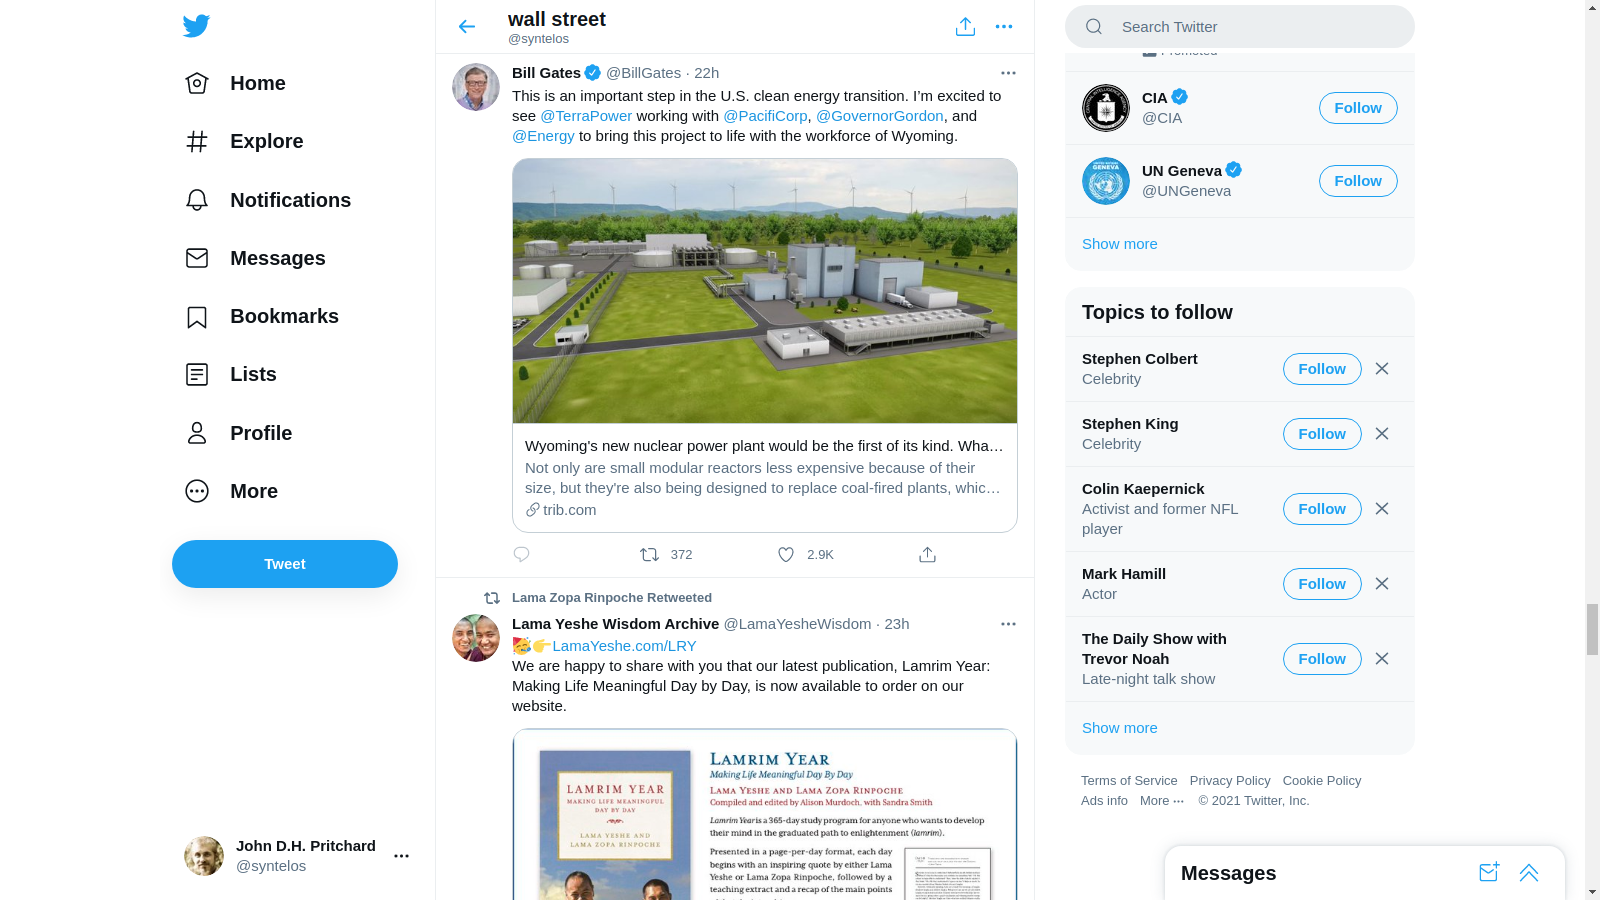 Home
Explore
Notifications
Messages
Bookmarks
Lists
Profile
More
Tweet
John D.H. Pritchard
@syntelos
wall street
@syntelos
Bill Gates @BillGates · 22h
This is an important step in the U.S. clean energy transition. I'm excited to
see @TerraPower working with @PacifiCorp, @GovernorGordon, and
@Energy to bring this project to life with the workforce of Wyoming.
Wyoming's new nuclear power plant would be the first of its kind. Wha…
Not only are small modular reactors less expensive because of their
size, but they're also being designed to replace coal-fired plants, whic…
trib.com
372
2.9K
Lama Zopa Rinpoche Retweeted
Lama Yeshe Wisdom Archive @LamaYesheWisdom · 23h
🥳👉LamaYeshe.com/LRY
We are happy to share with you that our latest publication, Lamrim Year:
Making Life Meaningful Day by Day, is now available to order on our
website.
LAMRIM YEAR
MAKING LIFE MEANINGFUL
DAY BY DAY
LAMA YESHE AND
LAMA ZOPA RINPOCHE
LAMRIM YEAR
Making Life Meaningful Day By Day
LAMA YESHE AND LAMA ZOPA RINPOCHE
Compiled and edited by Alison Murdoch, with Sandra Smith
Lamrim Year is a 365-day study program for anyone who wants to develop
their mind in the graduated path to enlightenment (lamrim).
Presented in a page-per-day format, each day
begins with an inspiring quote by either Lama
Yeshe or Lama Zopa Rinpoche, followed by a
teaching extract and a recap of the main points
Search Twitter
Promoted
CIA
@CIA
Follow
UN Geneva
@UNGeneva
Follow
Show more
Topics to follow
Stephen Colbert
Celebrity
Follow
Stephen King
Celebrity
Follow
Colin Kaepernick
Activist and former NFL
player
Follow
Mark Hamill
Actor
Follow
The Daily Show with
Trevor Noah
Late-night talk show
Follow
Show more
Terms of Service Privacy Policy Cookie Policy
Ads info More ··· © 2021 Twitter, Inc.
Messages